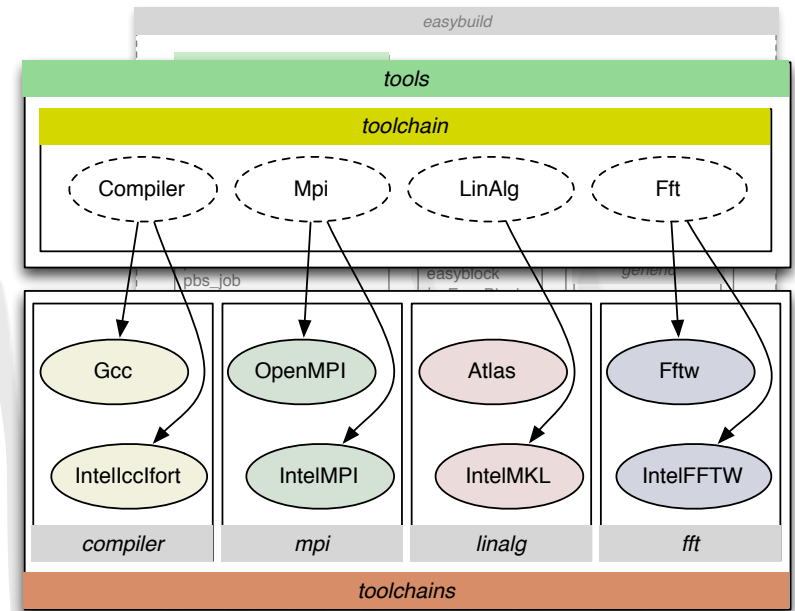 easybuild
tools
toolchain
Compiler Mpi LinAlg Fft
pbs_job easyblock generic
Gcc OpenMPI Atlas Fftw
IntelIccIfort IntelMPI IntelMKL IntelFFTW
compiler mpi linalg fft
toolchains